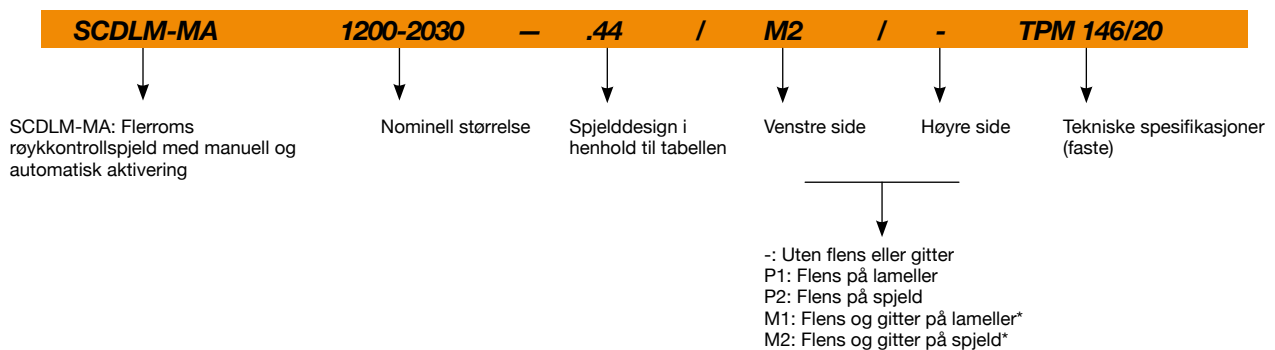 SCDLM-MA 1200-2030 — .44 / M2 / - TPM 146/20
SCDLM-MA: Flerroms
røykkontrollspjeld med manuell og
automatisk aktivering
Nominell størrelse
Spjelddesign i
henhold til tabellen
Venstre side
Høyre side
Tekniske spesifikasjoner
(faste)
-: Uten flens eller gitter
P1: Flens på lameller
P2: Flens på spjeld
M1: Flens og gitter på lameller*
M2: Flens og gitter på spjeld*